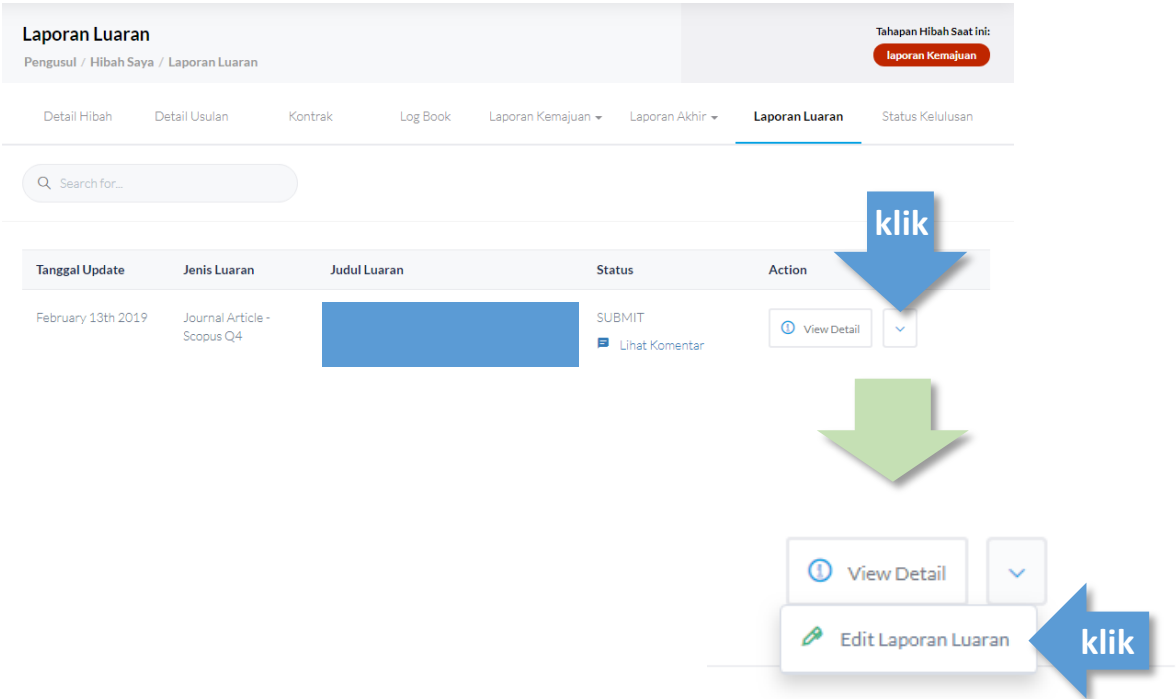 Laporan Luaran
Tahapan Hibah Saat ini:
Pengusul / Hibah Saya / Laporan Luaran
laporan Kemajuan
Detail Hibah Detail Usulan Kontrak Log Book Laporan Kemajuan Laporan Akhir Laporan Luaran Status Kelulusan
Search for...
klik
Tanggal Update Jenis Luaran Judul Luaran Status Action
February 13th 2019 Journal Article - SUBMIT
Scopus Q4 Lihat Komentar
View Detail
View Detail
Edit Laporan Luaran
klik